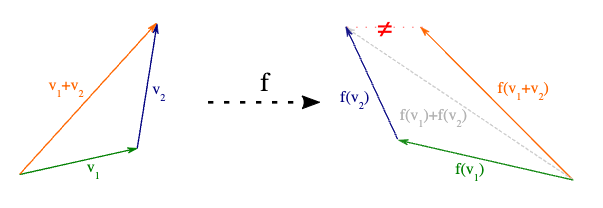 v₁+v₂
v₂
v₁
f
≠
f(v₂)
f(v₁)+f(v₂)
f(v₁+v₂)
f(v₁)